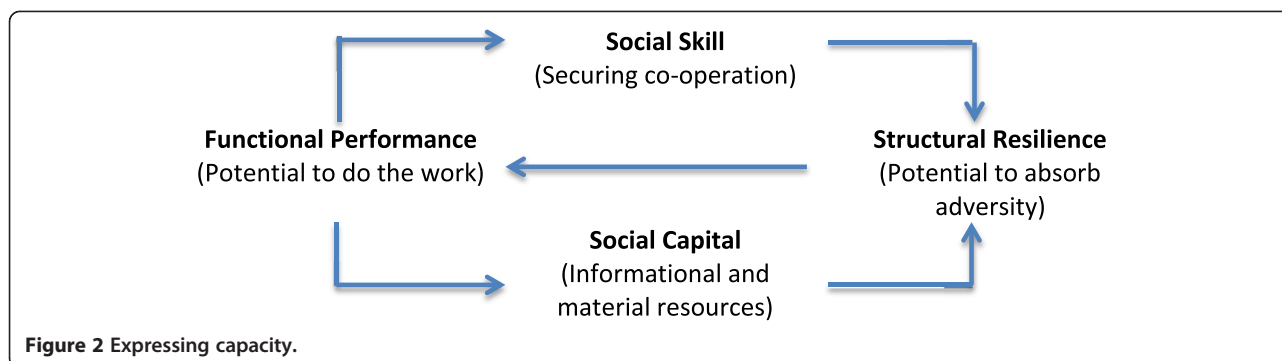 Social Skill
(Securing co-operation)
Functional Performance
(Potential to do the work)
Structural Resilience
(Potential to absorb
adversity)
Social Capital
(Informational and
material resources)
Figure 2 Expressing capacity.